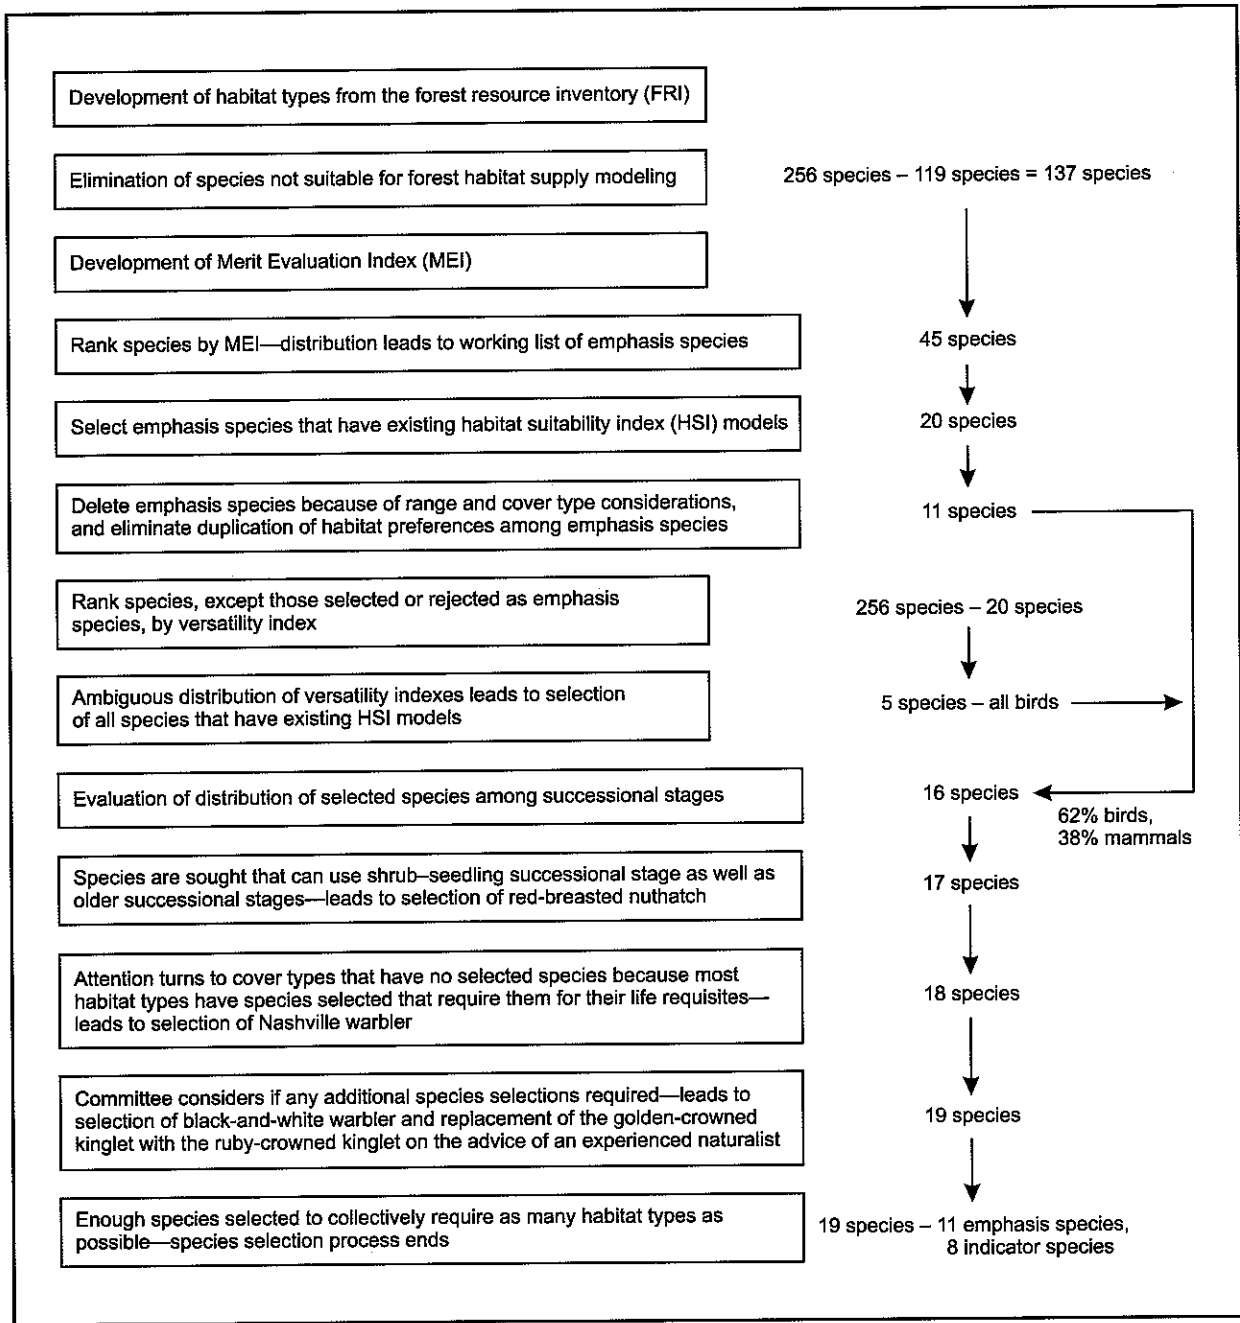 Development of habitat types from the forest resource inventory (FRI)
Elimination of species not suitable for forest habitat supply modeling
256 species – 119 species = 137 species
Development of Merit Evaluation Index (MEI)
Rank species by MEI—distribution leads to working list of emphasis species
45 species
Select emphasis species that have existing habitat suitability index (HSI) models
20 species
Delete emphasis species because of range and cover type considerations,
and eliminate duplication of habitat preferences among emphasis species
11 species
Rank species, except those selected or rejected as emphasis
species, by versatility index
256 species – 20 species
Ambiguous distribution of versatility indexes leads to selection
of all species that have existing HSI models
5 species – all birds
Evaluation of distribution of selected species among successional stages
16 species
62% birds,
38% mammals
Species are sought that can use shrub–seedling successional stage as well as
older successional stages—leads to selection of red-breasted nuthatch
17 species
Attention turns to cover types that have no selected species because most
habitat types have species selected that require them for their life requisites—
leads to selection of Nashville warbler
18 species
Committee considers if any additional species selections required—leads to
selection of black-and-white warbler and replacement of the golden-crowned
kinglet with the ruby-crowned kinglet on the advice of an experienced naturalist
19 species
Enough species selected to collectively require as many habitat types as
possible—species selection process ends
19 species – 11 emphasis species,
8 indicator species